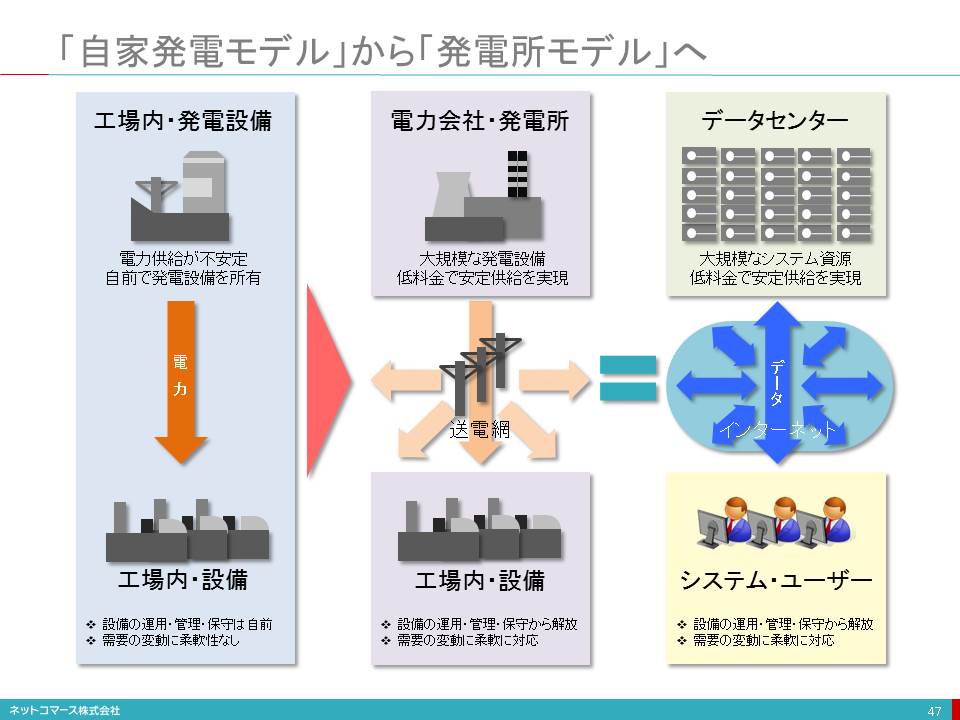 「自家発電モデル」から「発電所モデル」へ
工場内・発電設備
電力供給が不安定
自前で発電設備を所有
電
力
工場内・設備
❖ 設備の運用・管理・保守は自前
❖ 需要の変動に柔軟性なし
電力会社・発電所
大規模な発電設備
低料金で安定供給を実現
送電網
工場内・設備
❖ 設備の運用・管理・保守から解放
❖ 需要の変動に柔軟に対応
データセンター
大規模なシステム資源
低料金で安定供給を実現
データ
インターネット
システム・ユーザー
❖ 設備の運用・管理・保守から解放
❖ 需要の変動に柔軟に対応
ネットコマース株式会社
47